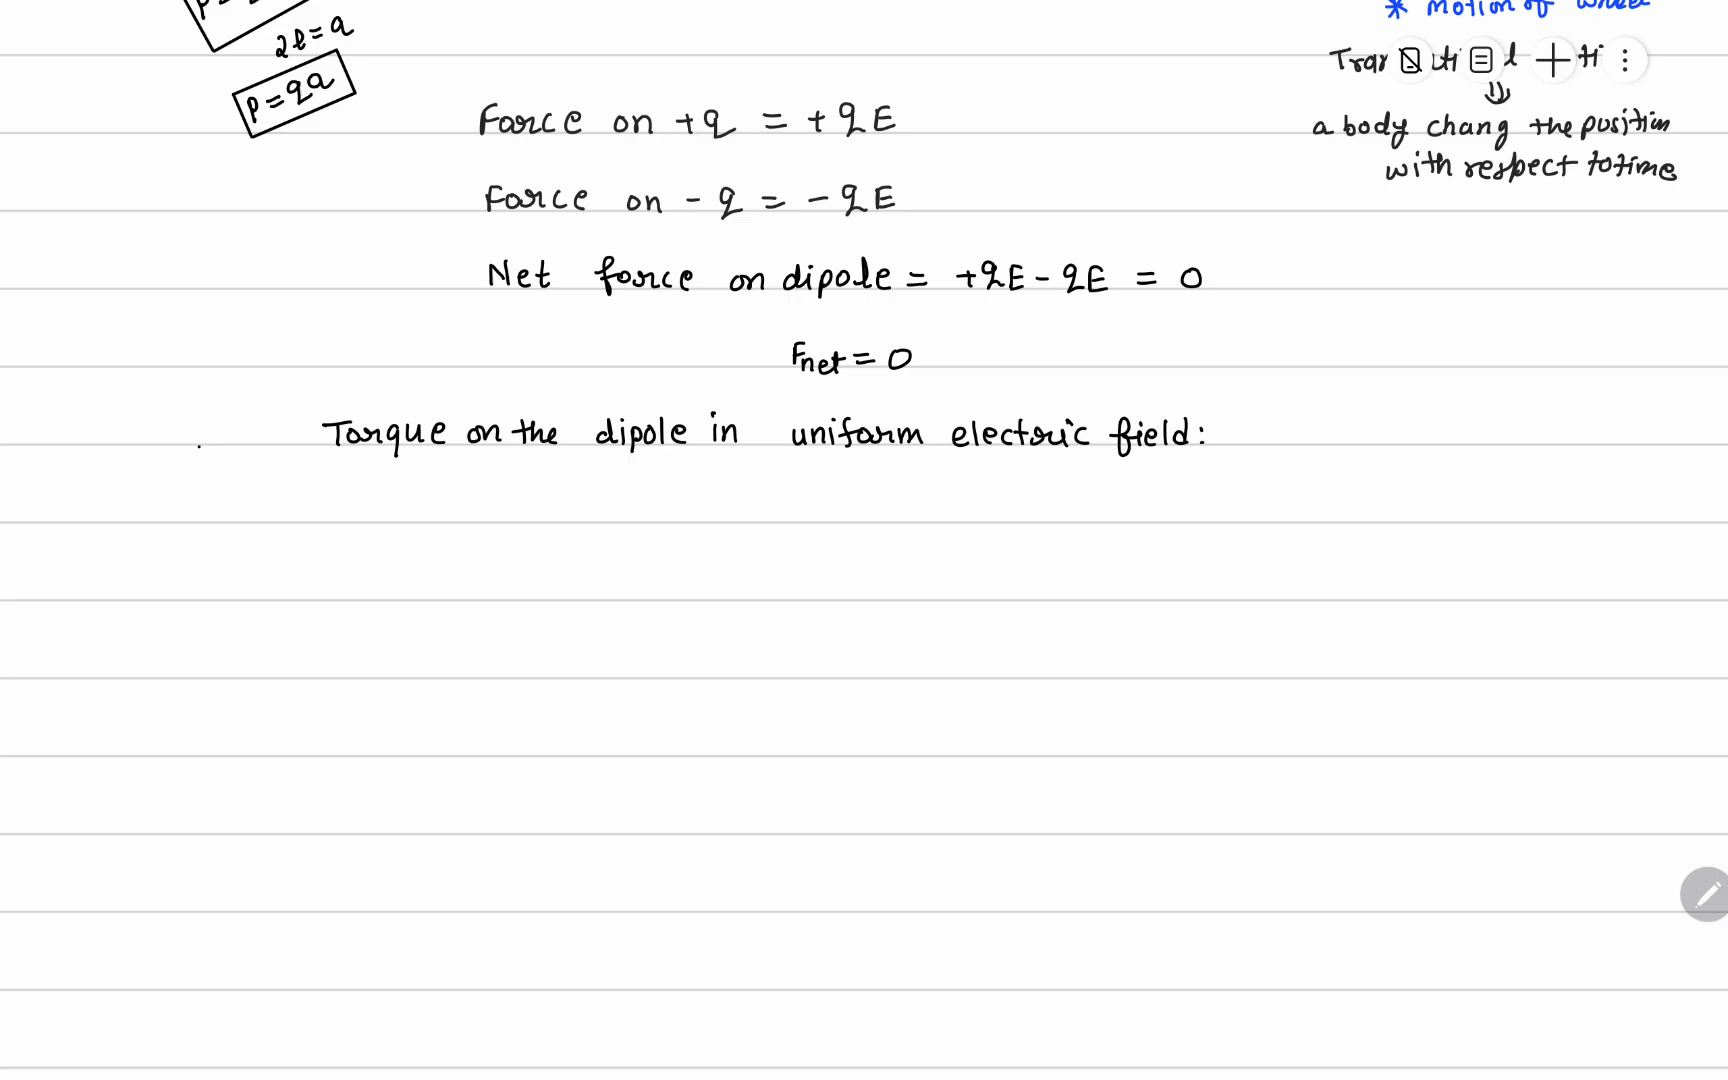 2l = a
P = qa
* Motion of
a body chang the position
with respect to time
Force on +q = +qE
Force on -q = -qE
Net force on dipole = +qE - qE = 0
Fnet = 0
Torque on the dipole in uniform electric field: